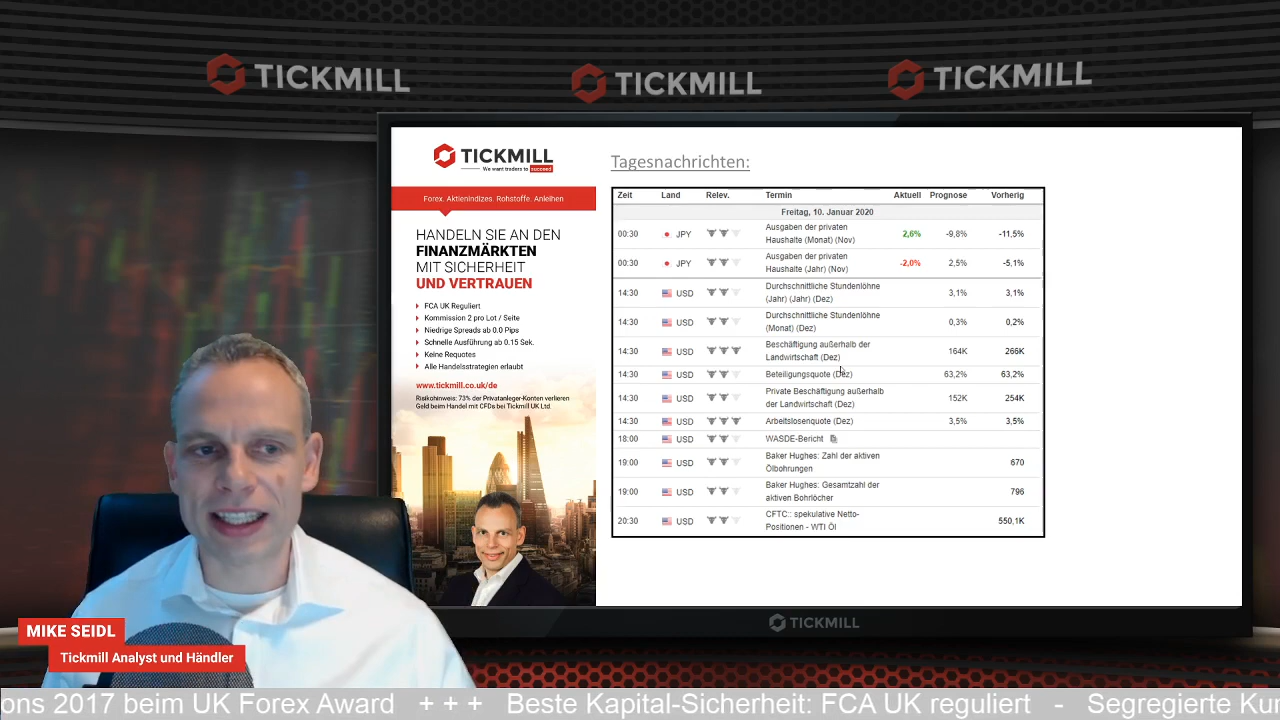 TICKMILL
TICKMILL
TICKMILL
TICKMILL
We want traders to succeed
Forex. Aktienindizes. Rohstoffe. Anleihen
HANDELN SIE AN DEN
FINANZMÄRKTEN
MIT SICHERHEIT
UND VERTRAUEN
FCA UK Reguliert
Kommission 2 pro Lot / Seite
Niedrige Spreads ab 0.0 Pips
Schnelle Ausführung ab 0.15 Sek.
Keine Requotes
Alle Handelsstrategien erlaubt
www.tickmill.co.uk/de
Risikohinweis: 73% der Privatanleger-Konten verlieren
Geld beim Handel mit CFDs bei Tickmill UK Ltd
Tagesnachrichten:
Zeit Land Relev. Termin Aktuell Prognose Vorherig
Freitag, 10. Januar 2020
00:30 JPY Ausgaben der privaten
Haushalte (Monat) (Nov) 2,6% -9,8% -11,5%
00:30 JPY Ausgaben der privaten
Haushalte (Jahr) (Nov) -2,0% 2,5% -5,1%
14:30 USD Durchschnittliche Stundenlöhne
(Jahr) (Jahr) (Dez) 3,1% 3,1%
14:30 USD Durchschnittliche Stundenlöhne
(Monat) (Dez) 0,3% 0,2%
14:30 USD Beschäftigung außerhalb der
Landwirtschaft (Dez) 164K 266K
14:30 USD Beteiligungsquote (Dez) 63,2% 63,2%
14:30 USD Private Beschäftigung außerhalb
der Landwirtschaft (Dez) 152K 254K
14:30 USD Arbeitslosenquote (Dez) 3,5% 3,5%
18:00 USD WASDE-Bericht
19:00 USD Baker Hughes: Zahl der aktiven
Ölbohrungen 670
19:00 USD Baker Hughes: Gesamtzahl der
aktiven Bohrlöcher 796
20:30 USD CFTC:: spekulative Netto-
Positionen - WTI Öl 550,1K
TICKMILL
MIKE SEIDL
Tickmill Analyst und Händler
ons 2017 beim UK Forex Award + + + Beste Kapital-Sicherheit: FCA UK reguliert - Segregierte Ku